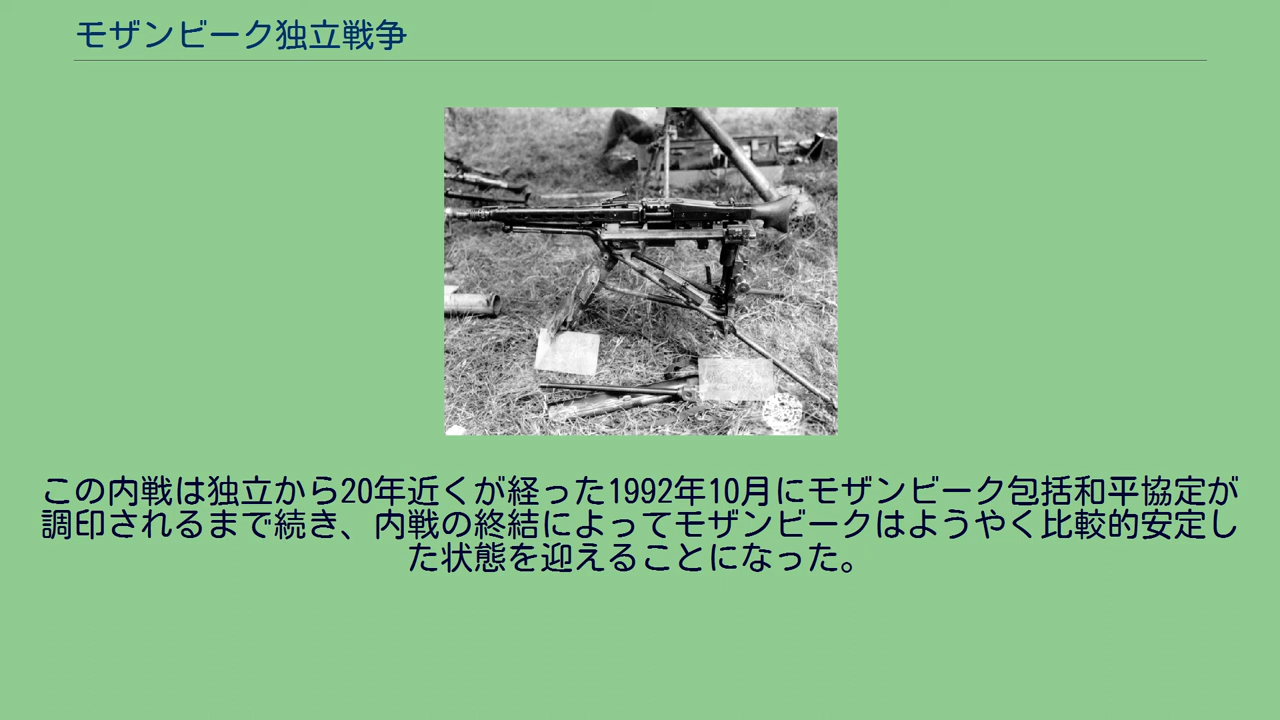 モザンビーク独立戦争
この内戦は独立から20年近くが経った1992年10月にモザンビーク包括和平協定が
調印されるまで続き、内戦の終結によってモザンビークはようやく比較的安定し
た状態を迎えることになった。